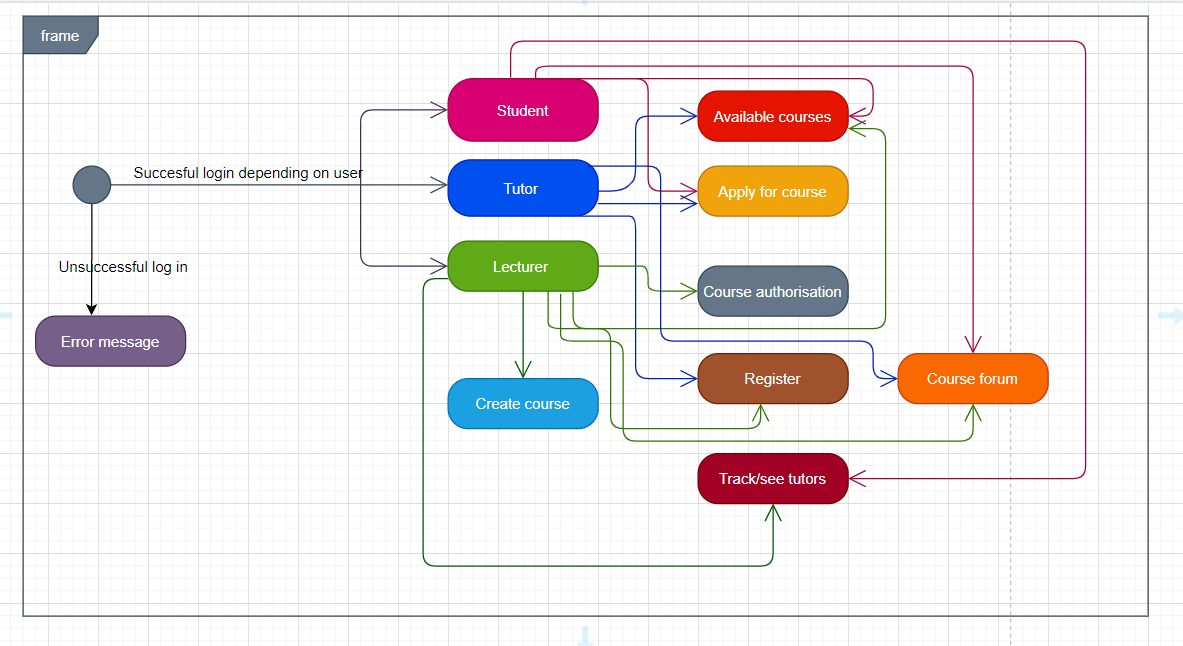 frame
Student
Available courses
Succesful login depending on user
Tutor
Apply for course
Unsuccessful log in
Lecturer
Course authorisation
Error message
Register
Course forum
Create course
Track/see tutors